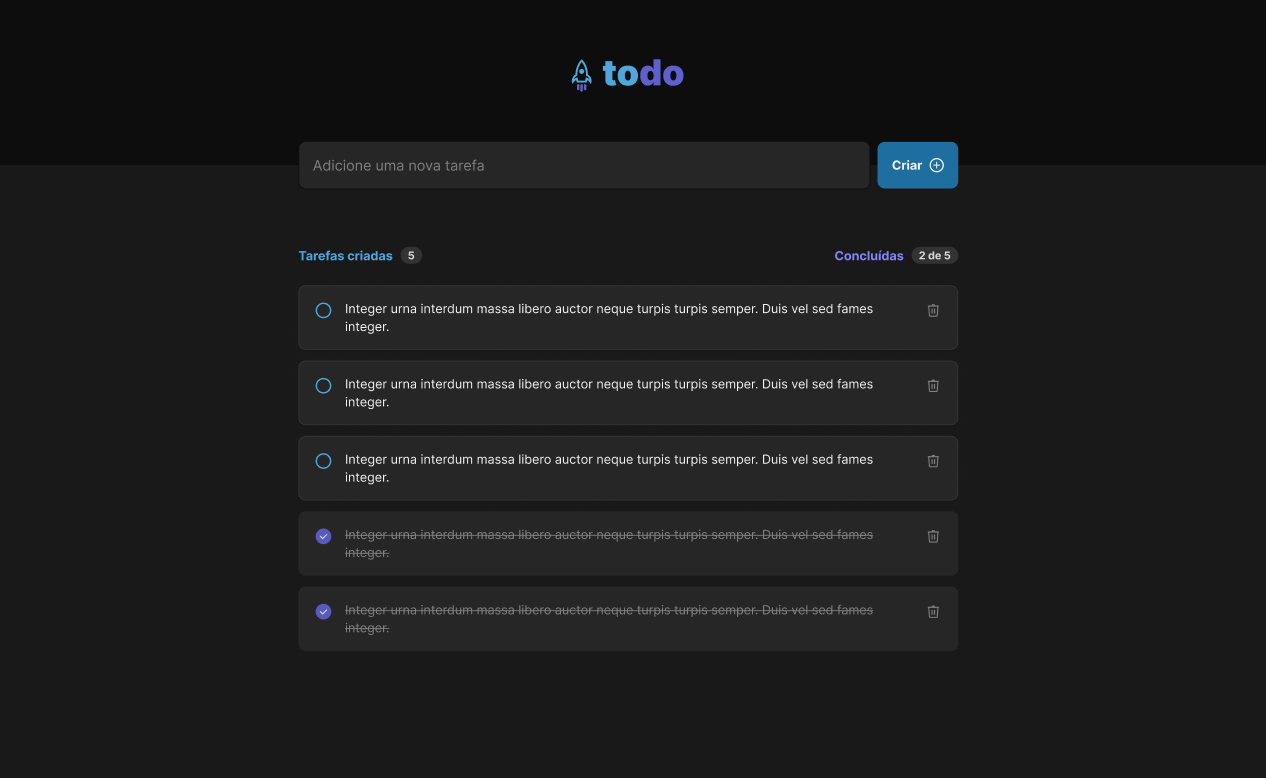 todo
Adicione uma nova tarefa
Criar
Tarefas criadas 5
Concluídas 2 de 5
Integer urna interdum massa libero auctor neque turpis turpis semper. Duis vel sed fames
integer.
Integer urna interdum massa libero auctor neque turpis turpis semper. Duis vel sed fames
integer.
Integer urna interdum massa libero auctor neque turpis turpis semper. Duis vel sed fames
integer.
Integer urna interdum massa libero auctor neque turpis turpis semper. Duis vel sed fames
integer.
Integer urna interdum massa libero auctor neque turpis turpis semper. Duis vel sed fames
integer.